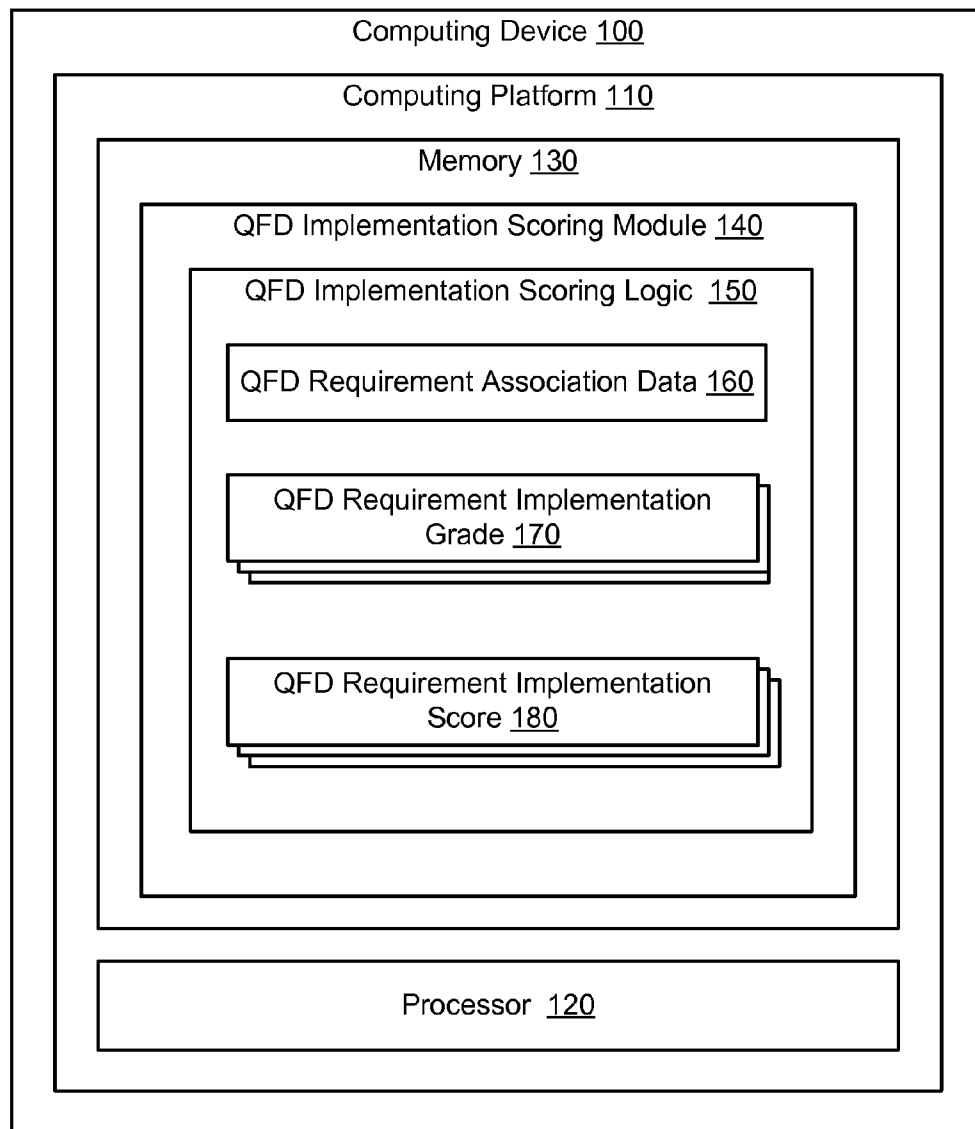 Computing Device 100
Computing Platform 110
Memory 130
QFD Implementation Scoring Module 140
QFD Implementation Scoring Logic 150
QFD Requirement Association Data 160
QFD Requirement Implementation
Grade 170
QFD Requirement Implementation
Score 180
Processor 120